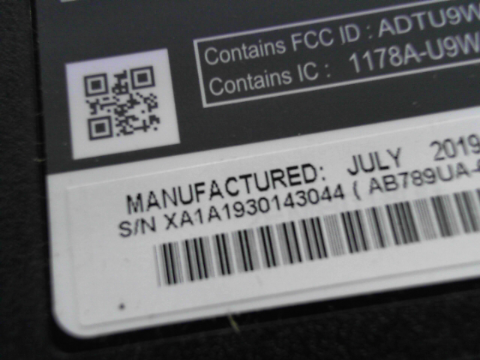 Contains FCC ID : ADTU9W
Contains IC : 1178A-U9W
MANUFACTURED: JULY 2019
S/N XA1A1930143044 ( AB789UA-